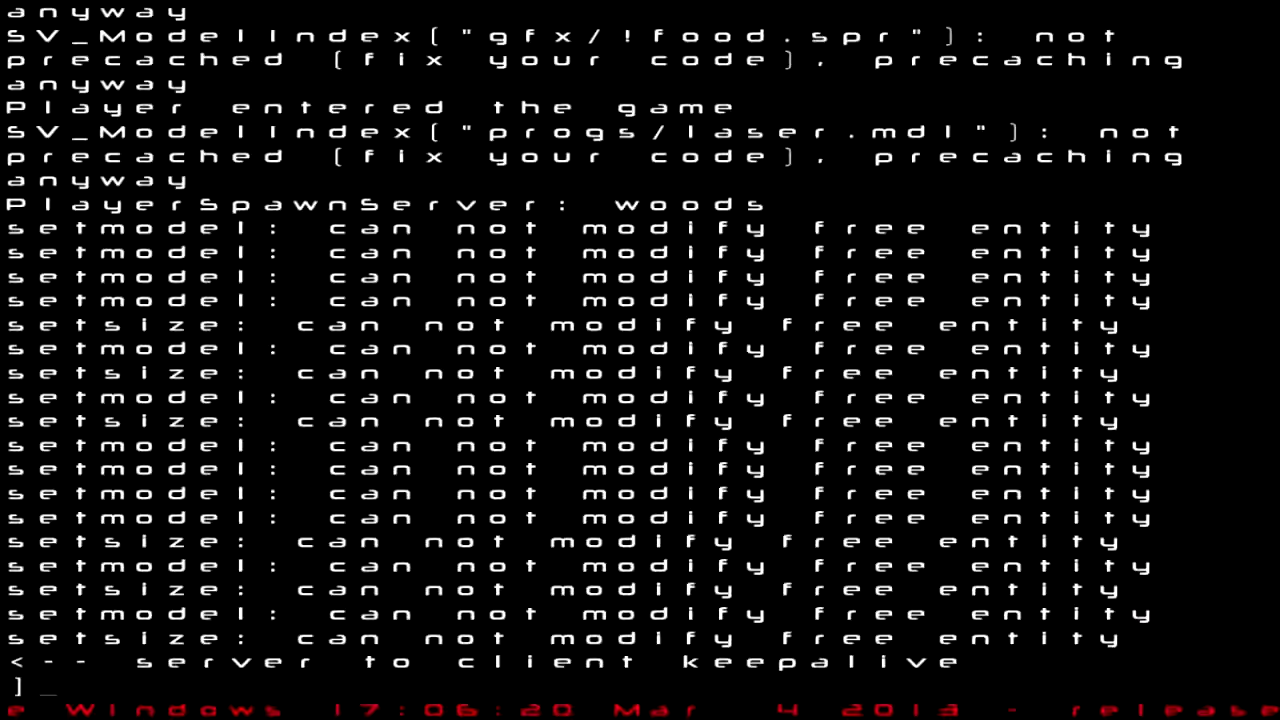 anyway
SV_ModelIndex("gfx/!food.spr"): not
precached (fix your code), precaching
anyway
Player entered the game
SV_ModelIndex("progs/laser.mdl"): not
precached (fix your code), precaching
anyway
PlayerSpawnServer: woods
setmodel: can not modify free entity
setmodel: can not modify free entity
setmodel: can not modify free entity
setmodel: can not modify free entity
setsize: can not modify free entity
setmodel: can not modify free entity
setsize: can not modify free entity
setmodel: can not modify free entity
setsize: can not modify free entity
setmodel: can not modify free entity
setmodel: can not modify free entity
setmodel: can not modify free entity
setmodel: can not modify free entity
setsize: can not modify free entity
setmodel: can not modify free entity
setsize: can not modify free entity
setmodel: can not modify free entity
setsize: can not modify free entity
<-- server to client keepalive
]_
e Windows 17:06:20 Mar 4 2013 - release